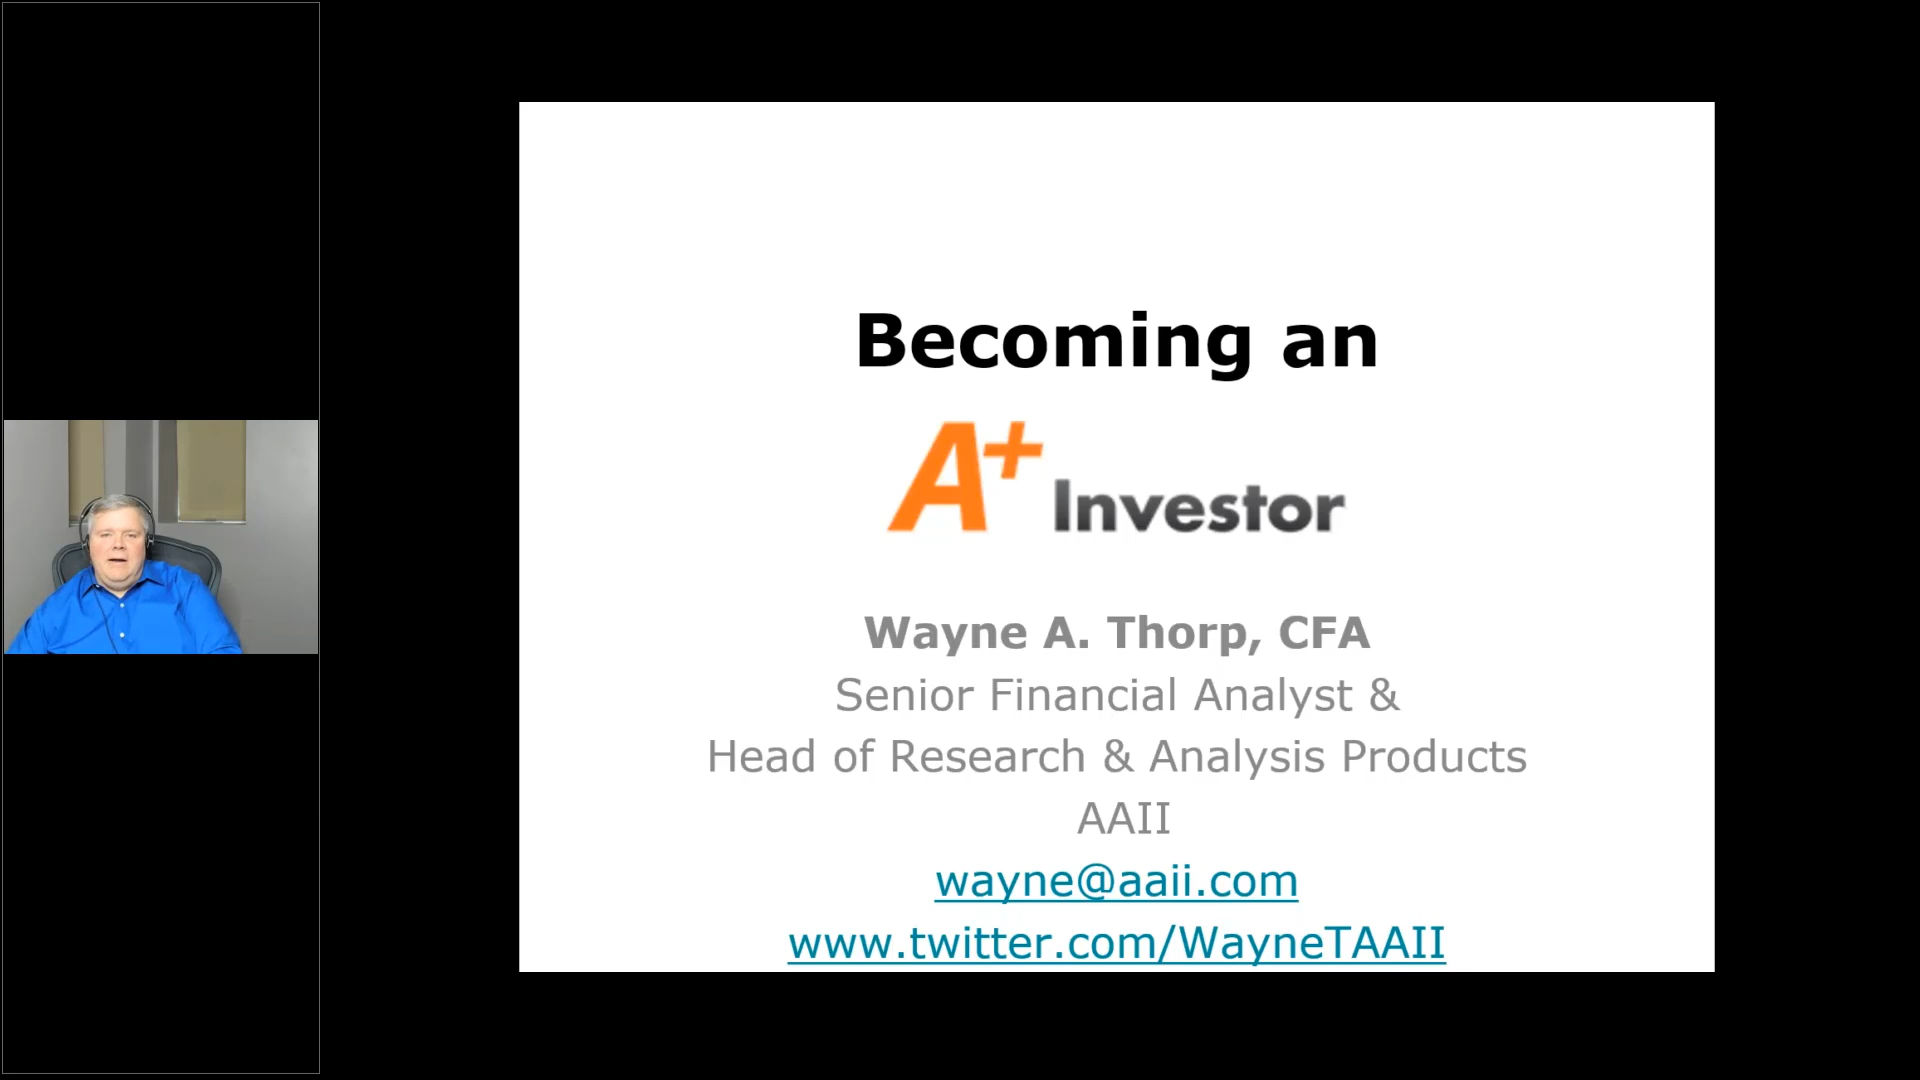 Becoming an
A+ Investor
Wayne A. Thorp, CFA
Senior Financial Analyst &
Head of Research & Analysis Products
AAII
wayne@aaii.com
www.twitter.com/WayneTAAII